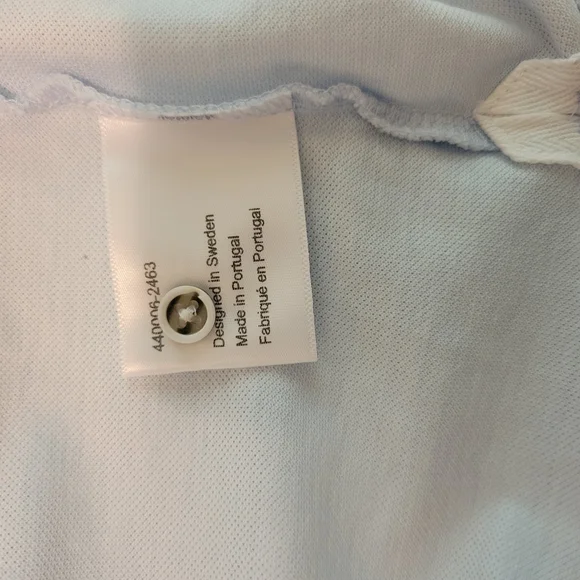 440006-2463
Designed in Sweden
Made in Portugal
Fabriqué en Portugal